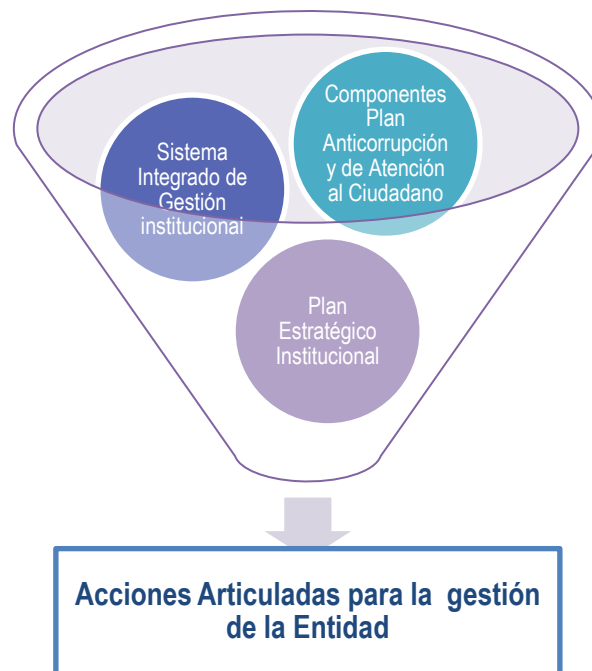 Componentes
Plan
Anticorrupción
y de Atención
al Ciudadano
Sistema
Integrado de
Gestión
institucional
Plan
Estratégico
Institucional
Acciones Articuladas para la gestión
de la Entidad